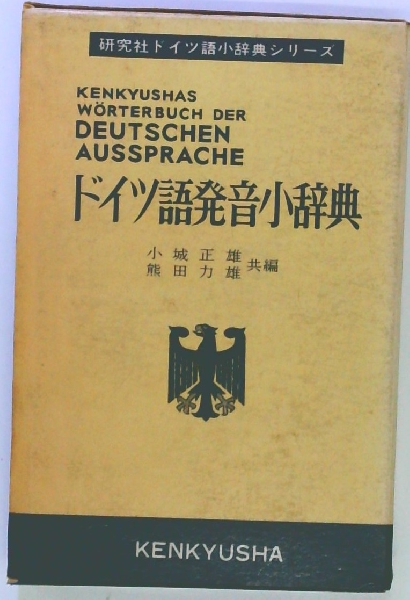 研究社ドイツ語小辞典シリーズ
KENKYUSHAS
WÖRTERBUCH DER
DEUTSCHEN
AUSSPRACHE
ドイツ語発音小辞典
小城正雄
熊田力雄 共編
KENKYUSHA